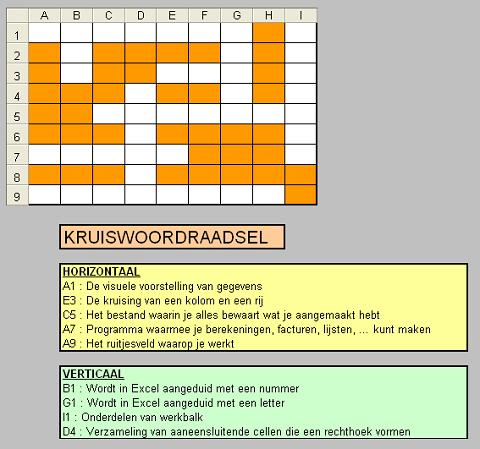 A B C D E F G H I
1
2
3
4
5
6
7
8
9
KRUISWOORDRAADSEL
HORIZONTAAL
A1 : De visuele voorstelling van gegevens
E3 : De kruising van een kolom en een rij
C5 : Het bestand waarin je alles bewaart wat je aangemaakt hebt
A7 : Programma waarmee je berekeningen, facturen, lijsten, ... kunt maken
A9 : Het ruitjesveld waarop je werkt
VERTICAAL
B1 : Wordt in Excel aangeduid met een nummer
G1 : Wordt in Excel aangeduid met een letter
I1 : Onderdelen van werkbalk
D4 : Verzameling van aaneensluitende cellen die een rechthoek vormen